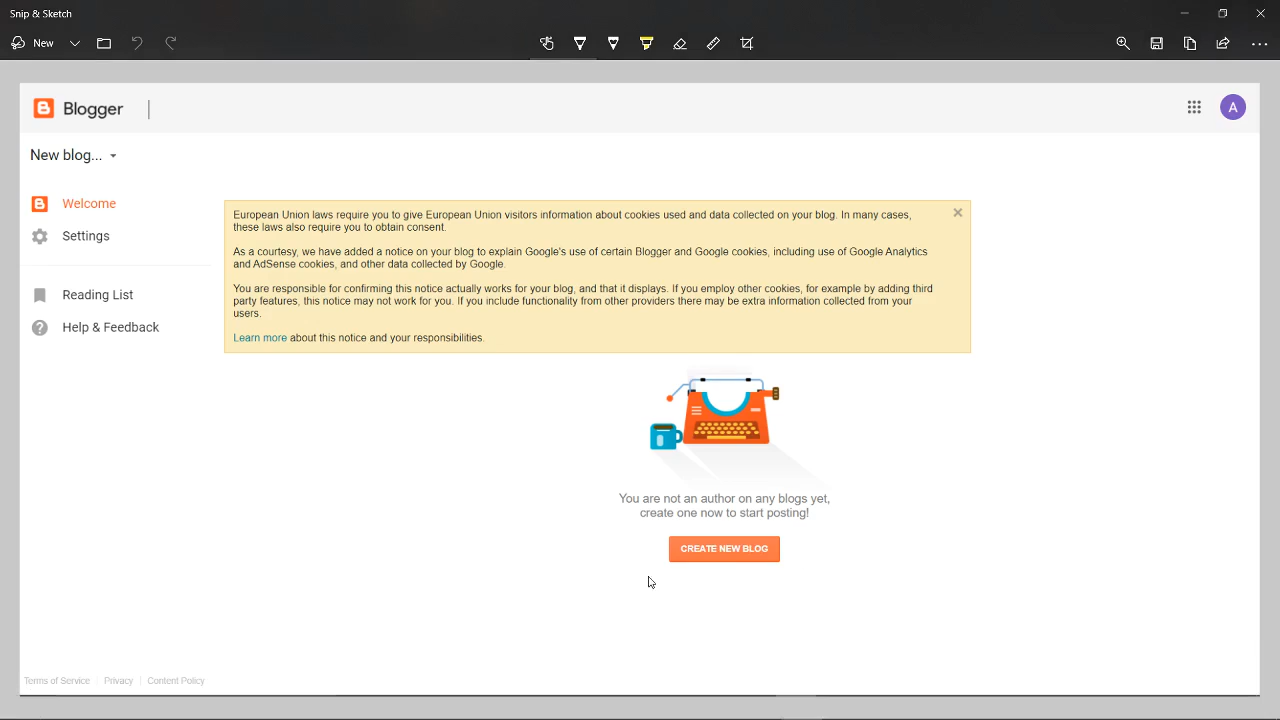 Snip & Sketch
New
Blogger
A
New blog...
Welcome
Settings
Reading List
Help & Feedback
European Union laws require you to give European Union visitors information about cookies used and data collected on your blog. In many cases,
these laws also require you to obtain consent.
As a courtesy, we have added a notice on your blog to explain Google's use of certain Blogger and Google cookies, including use of Google Analytics
and AdSense cookies, and other data collected by Google.
You are responsible for confirming this notice actually works for your blog, and that it displays. If you employ other cookies, for example by adding third
party features, this notice may not work for you. If you include functionality from other providers there may be extra information collected from your
users.
Learn more about this notice and your responsibilities.
You are not an author on any blogs yet,
create one now to start posting!
CREATE NEW BLOG
Terms of Service | Privacy | Content Policy